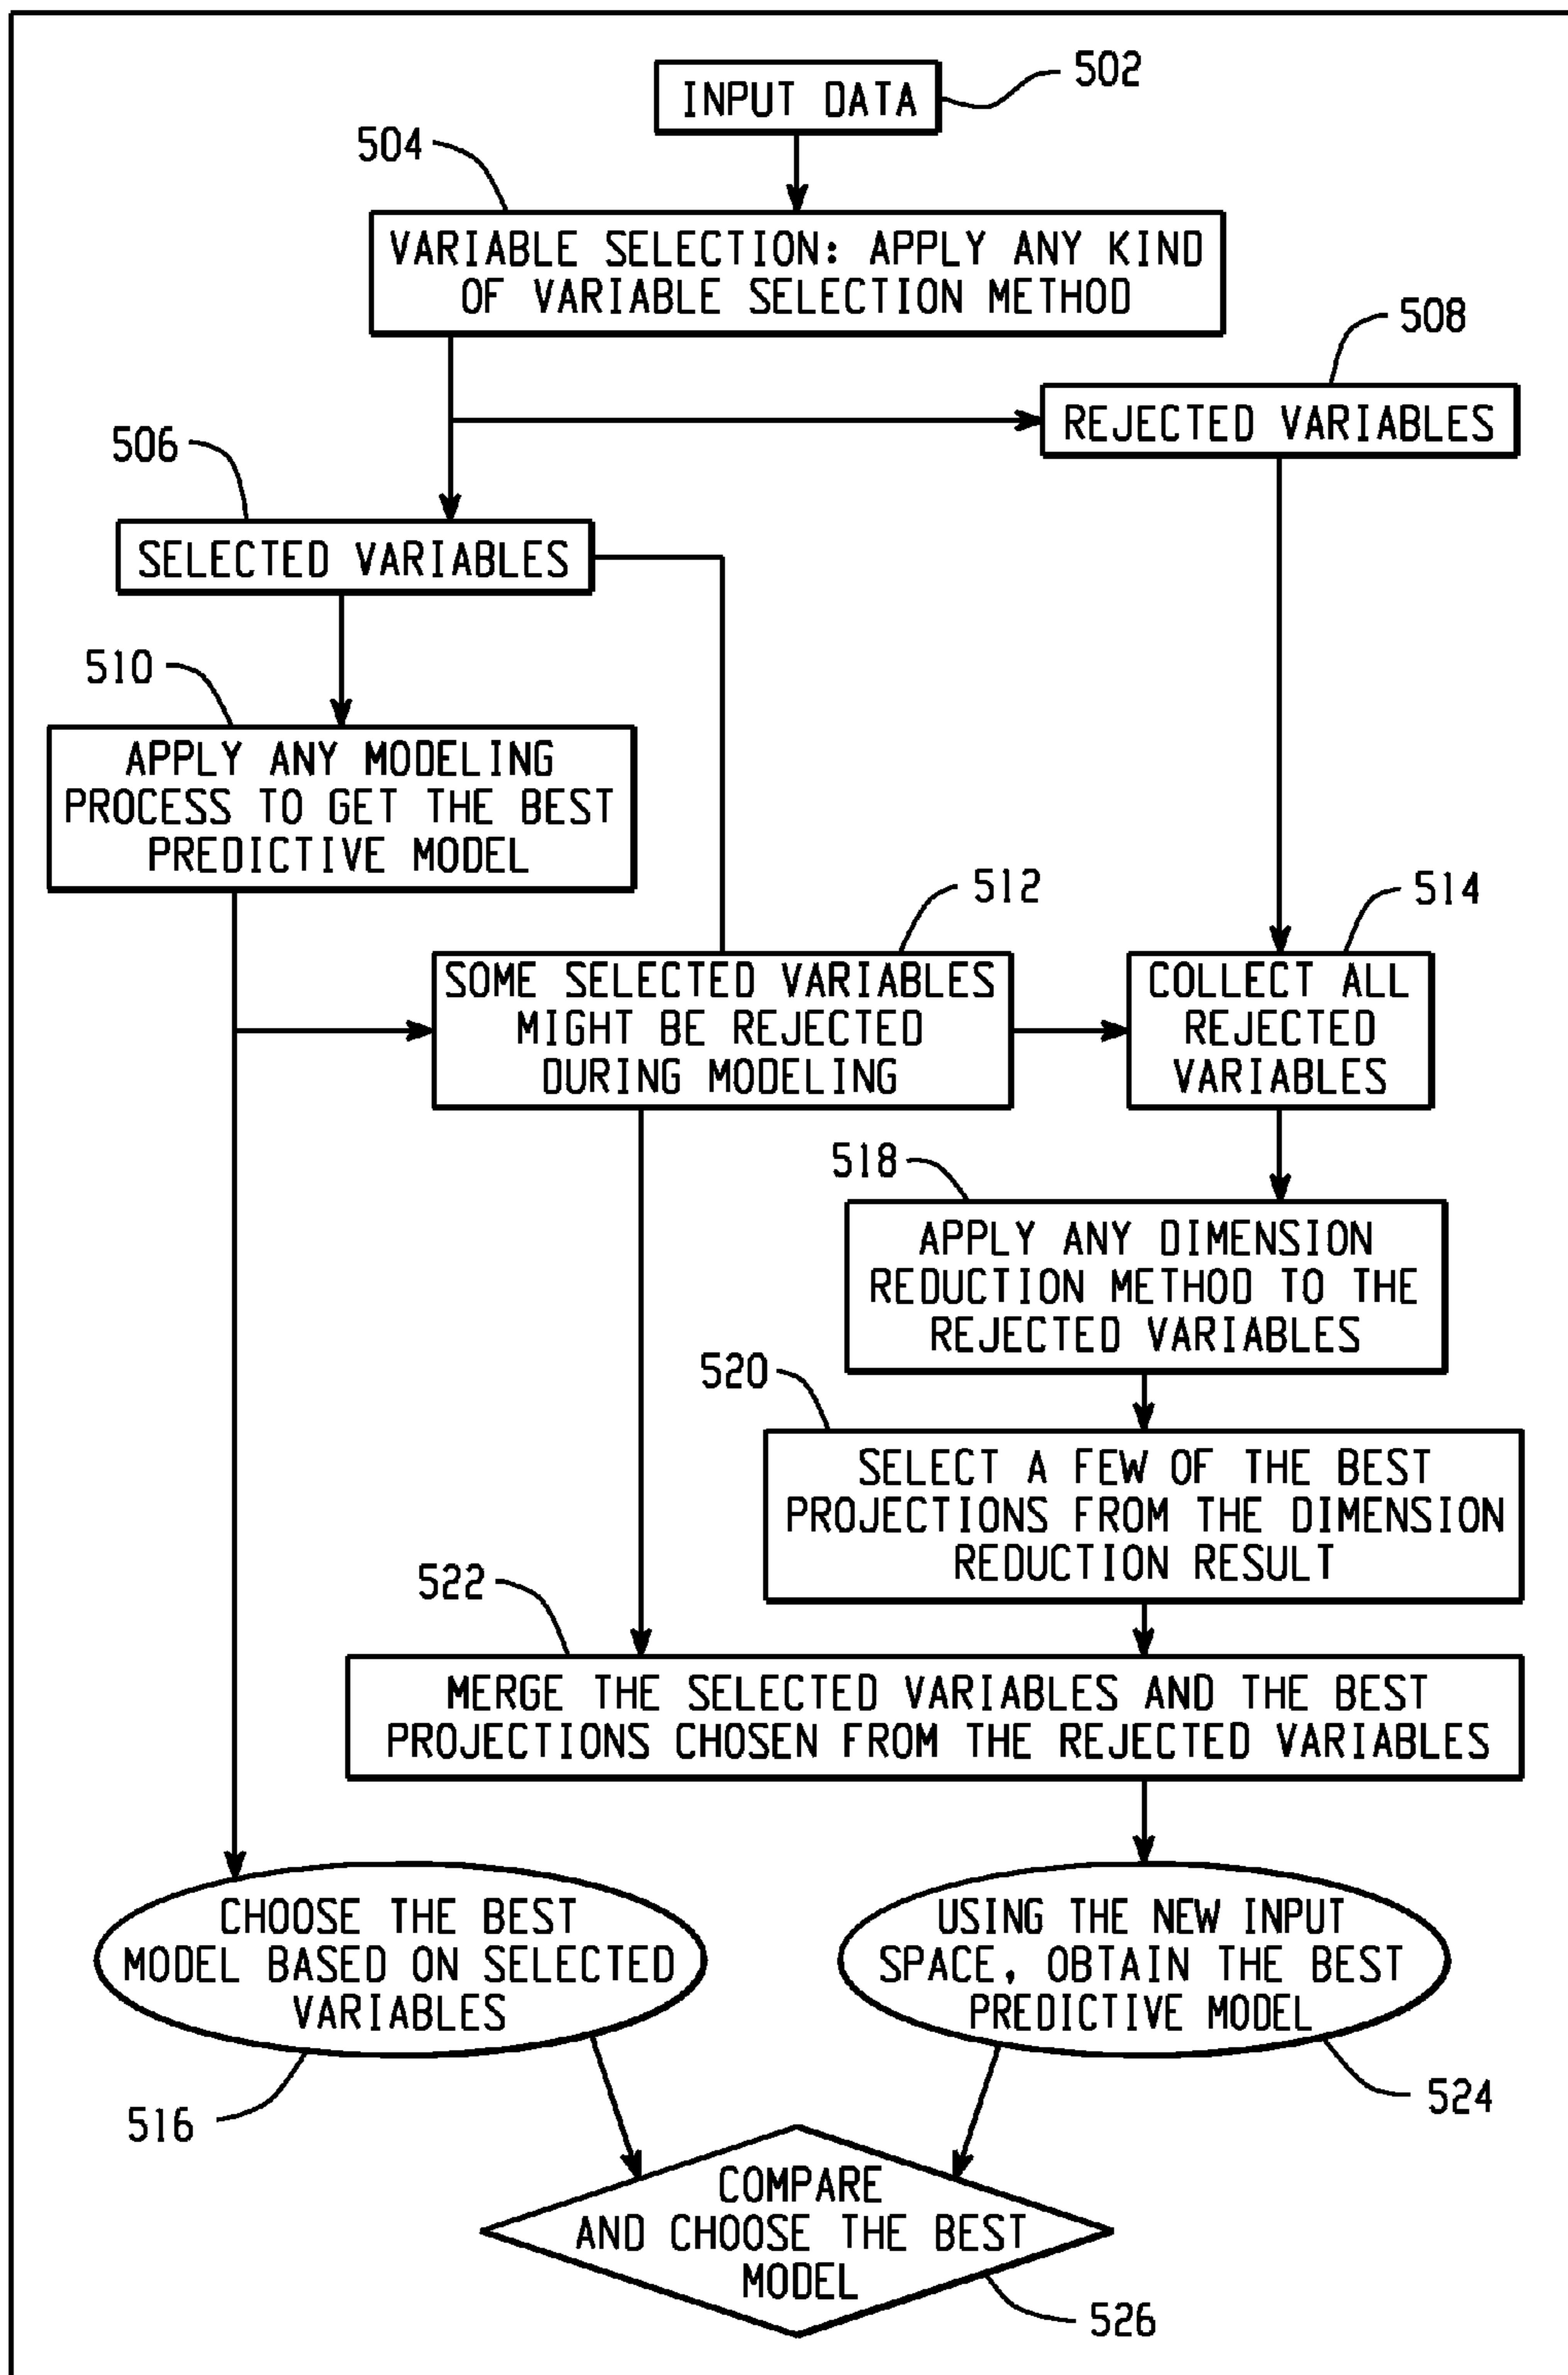 502
INPUT DATA
504
VARIABLE SELECTION: APPLY ANY KIND
OF VARIABLE SELECTION METHOD
508
REJECTED VARIABLES
506
SELECTED VARIABLES
510
APPLY ANY MODELING
PROCESS TO GET THE BEST
PREDICTIVE MODEL
512
SOME SELECTED VARIABLES
MIGHT BE REJECTED
DURING MODELING
514
COLLECT ALL
REJECTED
VARIABLES
518
APPLY ANY DIMENSION
REDUCTION METHOD TO THE
REJECTED VARIABLES
520
SELECT A FEW OF THE BEST
PROJECTIONS FROM THE DIMENSION
REDUCTION RESULT
522
MERGE THE SELECTED VARIABLES AND THE BEST
PROJECTIONS CHOSEN FROM THE REJECTED VARIABLES
CHOOSE THE BEST
MODEL BASED ON SELECTED
VARIABLES
516
USING THE NEW INPUT
SPACE, OBTAIN THE BEST
PREDICTIVE MODEL
524
COMPARE
AND CHOOSE THE BEST
MODEL
526